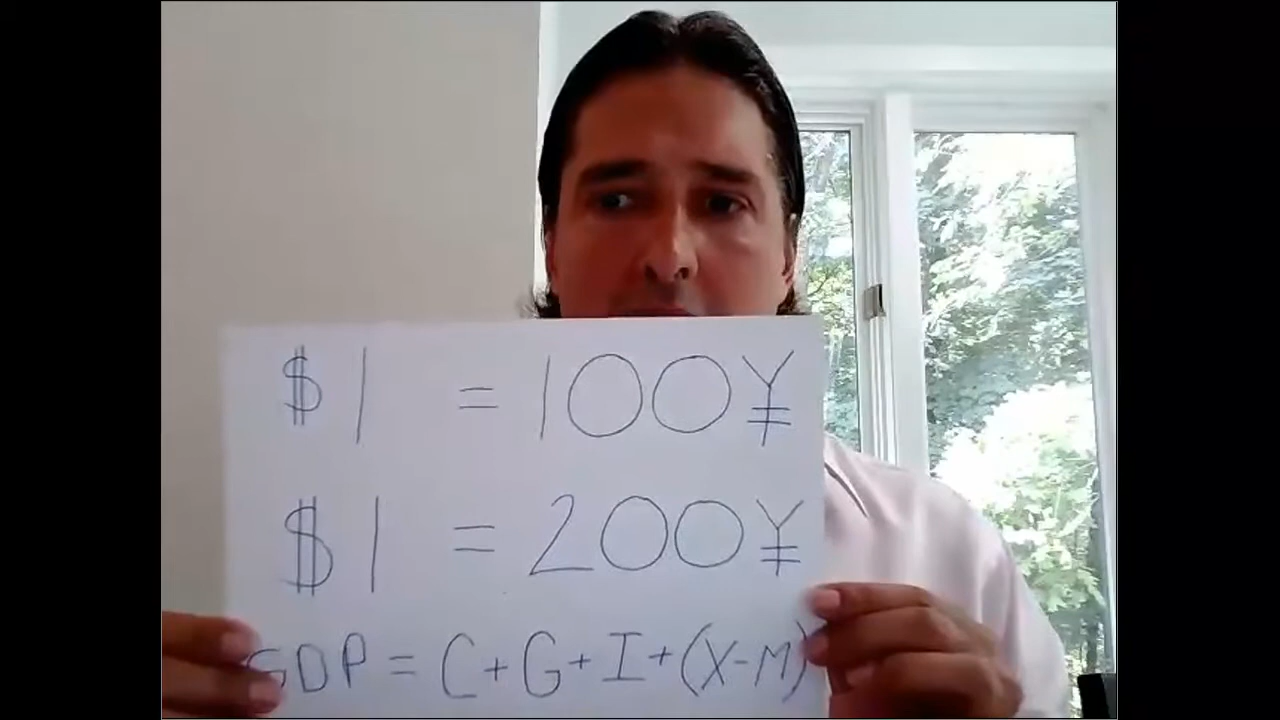 $1 = 100¥
$1 = 200¥
GDP = C+G+I+(X-M)